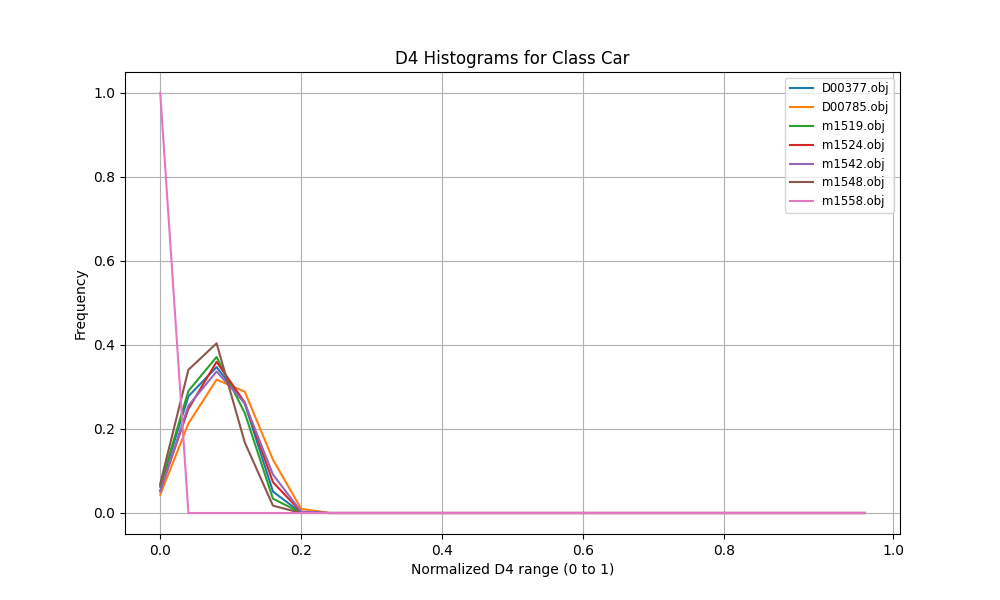 D4 Histograms for Class Car
Frequency
1.0
0.8
0.6
0.4
0.2
0.0
D00377.obj
D00785.obj
m1519.obj
m1524.obj
m1542.obj
m1548.obj
m1558.obj
0.0 0.2 0.4 0.6 0.8 1.0
Normalized D4 range (0 to 1)